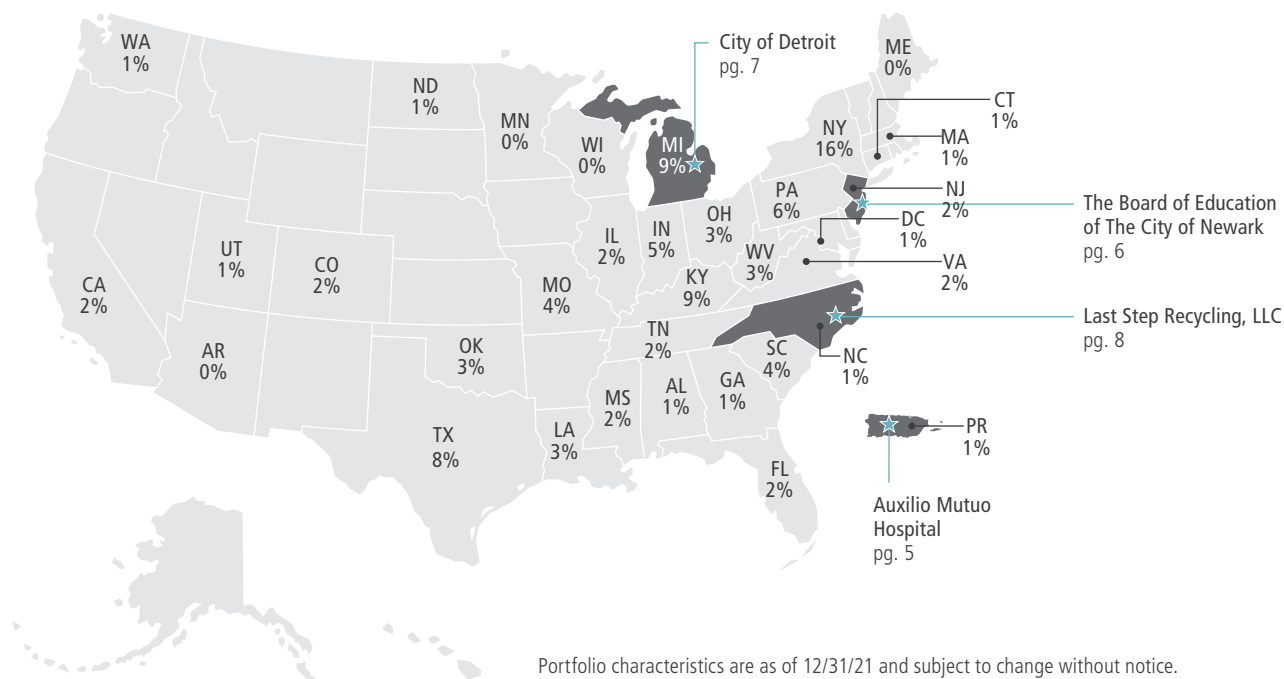 WA
1%
ND
1%
MN
0%
WI
0%
MI
9%
City of Detroit
pg. 7
ME
0%
NY
16%
CT
1%
MA
1%
NJ
2%
PA
6%
DC
1%
VA
2%
The Board of Education
of The City of Newark
pg. 6
OH
3%
IN
5%
IL
2%
WV
3%
KY
9%
UT
1%
CO
2%
CA
2%
MO
4%
AR
0%
OK
3%
TN
2%
SC
4%
NC
1%
Last Step Recycling, LLC
pg. 8
MS
2%
AL
1%
GA
1%
TX
8%
LA
3%
FL
2%
PR
1%
Auxilio Mutuo
Hospital
pg. 5
Portfolio characteristics are as of 12/31/21 and subject to change without notice.